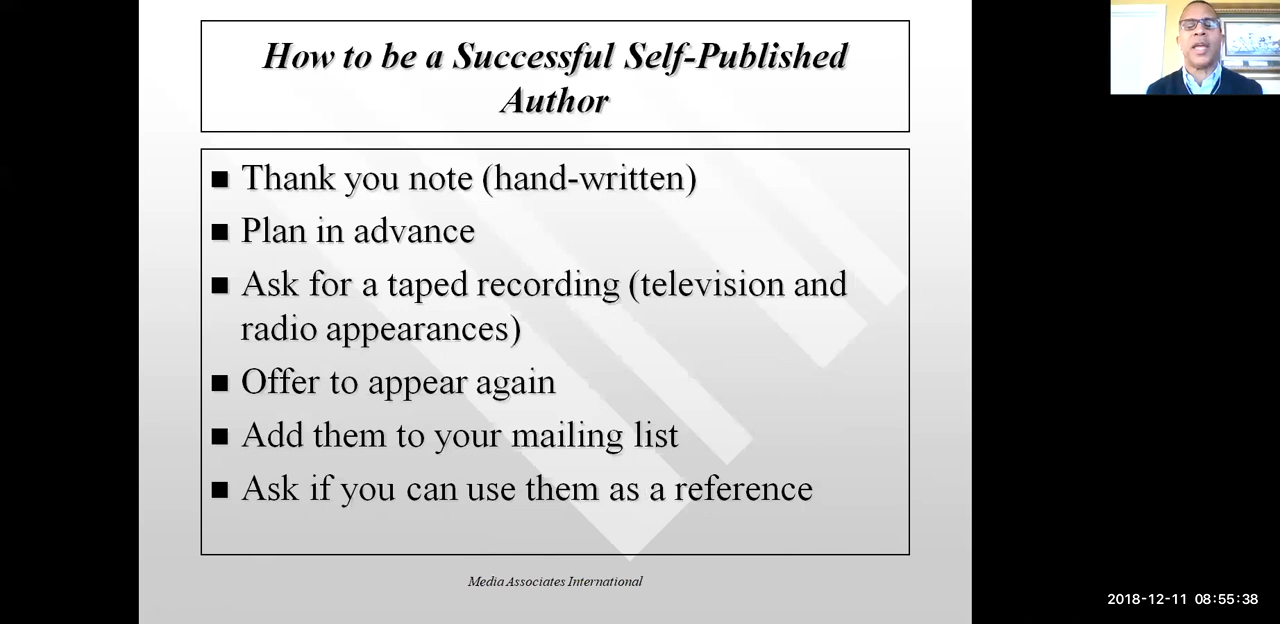 How to be a Successful Self-Published
Author
Thank you note (hand-written)
Plan in advance
Ask for a taped recording (television and
radio appearances)
Offer to appear again
Add them to your mailing list
Ask if you can use them as a reference
Media Associates International
2018-12-11 08:55:38